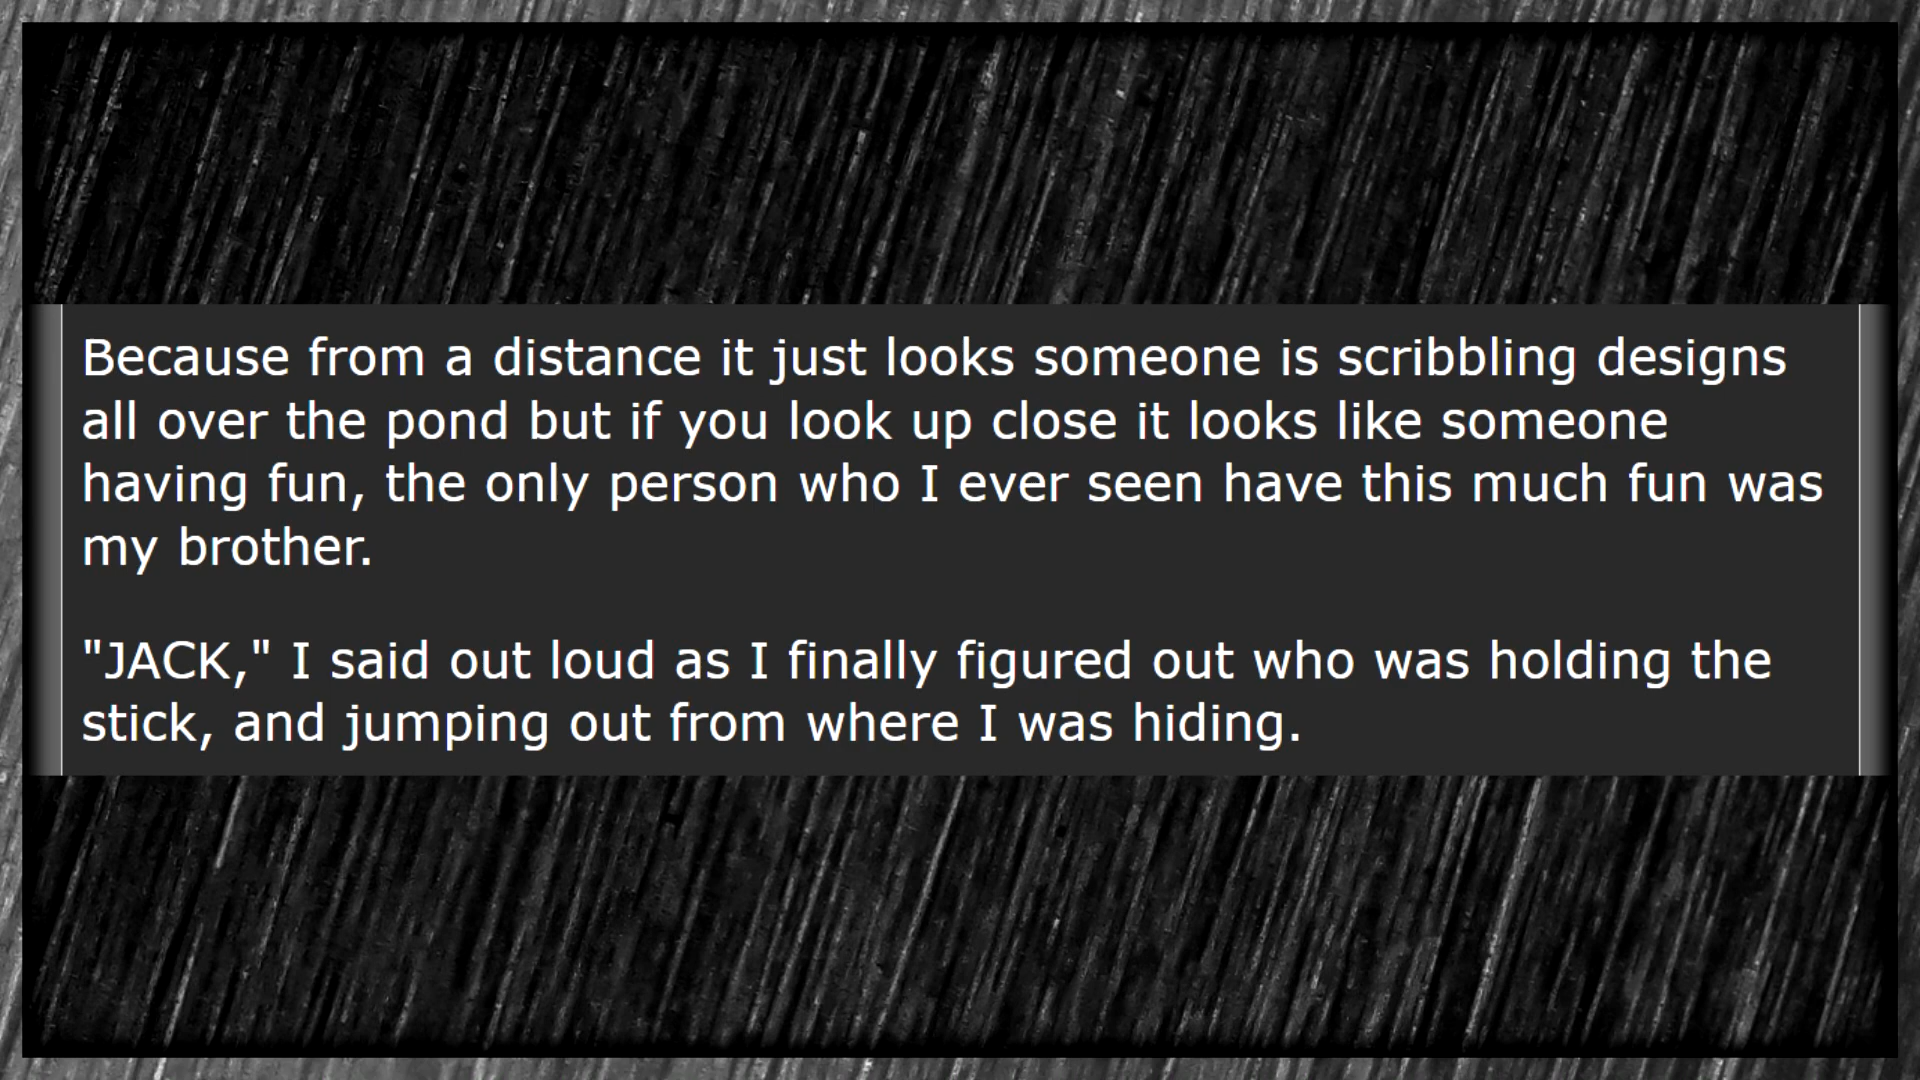 Because from a distance it just looks someone is scribbling designs
all over the pond but if you look up close it looks like someone
having fun, the only person who I ever seen have this much fun was
my brother.
"JACK," I said out loud as I finally figured out who was holding the
stick, and jumping out from where I was hiding.